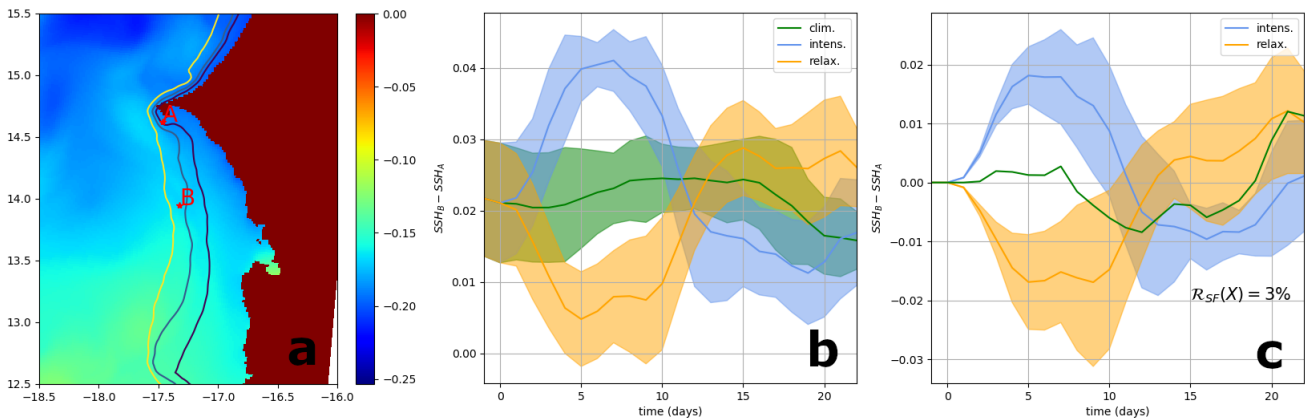 15.5
15.0
14.5
14.0
13.5
13.0
12.5
−18.5 −18.0 −17.5 −17.0 −16.5 −16.0
A
B
a
0.00
−0.05
−0.10
−0.15
−0.20
−0.25
SSH_B − SSH_A
0.04
0.03
0.02
0.01
0.00
0 5 10 15 20
time (days)
clim.
intens.
relax.
b
SSH_B − SSH_A
0.02
0.01
0.00
−0.01
−0.02
−0.03
0 5 10 15 20
time (days)
intens.
relax.
R_SF(X) = 3%
c